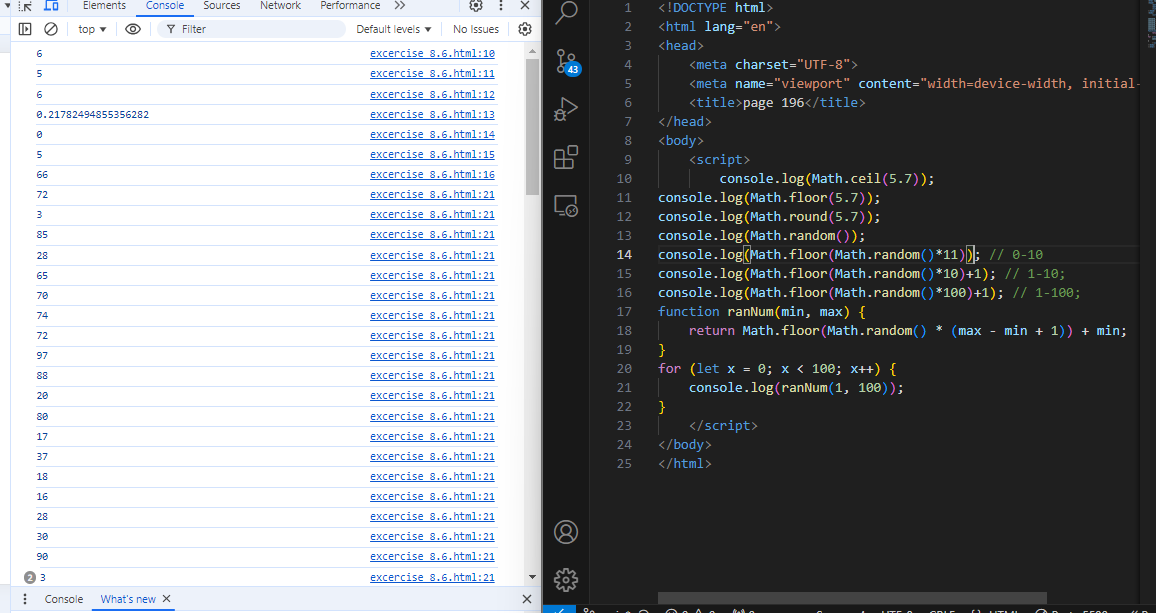 Elements Console Sources Network Performance
top Filter Default levels No Issues
6 excercise 8.6.html:10
5 excercise 8.6.html:11
6 excercise 8.6.html:12
0.21782494855356282 excercise 8.6.html:13
0 excercise 8.6.html:14
5 excercise 8.6.html:15
66 excercise 8.6.html:16
72 excercise 8.6.html:21
3 excercise 8.6.html:21
85 excercise 8.6.html:21
28 excercise 8.6.html:21
65 excercise 8.6.html:21
70 excercise 8.6.html:21
74 excercise 8.6.html:21
72 excercise 8.6.html:21
97 excercise 8.6.html:21
88 excercise 8.6.html:21
20 excercise 8.6.html:21
80 excercise 8.6.html:21
17 excercise 8.6.html:21
37 excercise 8.6.html:21
18 excercise 8.6.html:21
16 excercise 8.6.html:21
28 excercise 8.6.html:21
30 excercise 8.6.html:21
90 excercise 8.6.html:21
2 3 excercise 8.6.html:21
Console What's new
43
1 <!DOCTYPE html>
2 <html lang="en">
3 <head>
4 <meta charset="UTF-8">
5 <meta name="viewport" content="width=device-width, initial-
6 <title>page 196</title>
7 </head>
8 <body>
9 <script>
10 console.log(Math.ceil(5.7));
11 console.log(Math.floor(5.7));
12 console.log(Math.round(5.7));
13 console.log(Math.random());
14 console.log(Math.floor(Math.random()*11)); // 0-10
15 console.log(Math.floor(Math.random()*10)+1); // 1-10;
16 console.log(Math.floor(Math.random()*100)+1); // 1-100;
17 function ranNum(min, max) {
18 return Math.floor(Math.random() * (max - min + 1)) + min;
19 }
20 for (let x = 0; x < 100; x++) {
21 console.log(ranNum(1, 100));
22 }
23 </script>
24 </body>
25 </html>